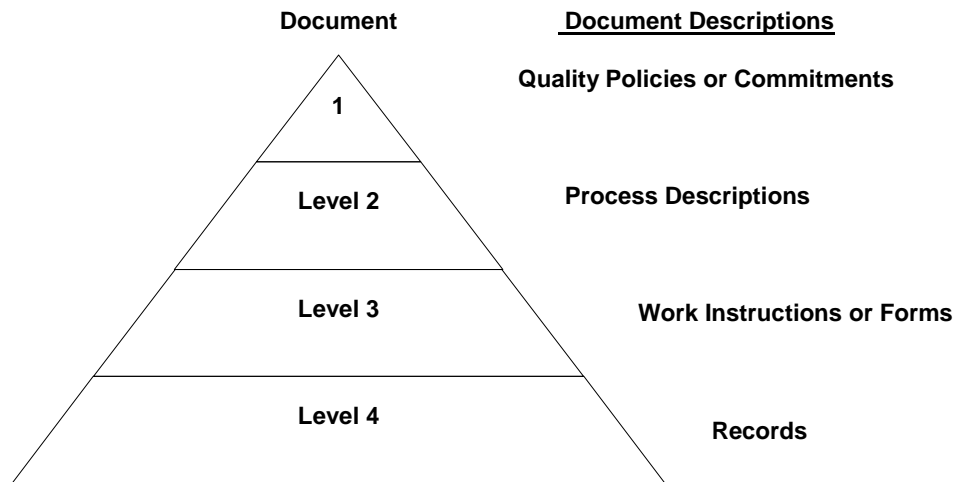 Document
Document Descriptions
Quality Policies or Commitments
1
Level 2
Process Descriptions
Level 3
Work Instructions or Forms
Level 4
Records